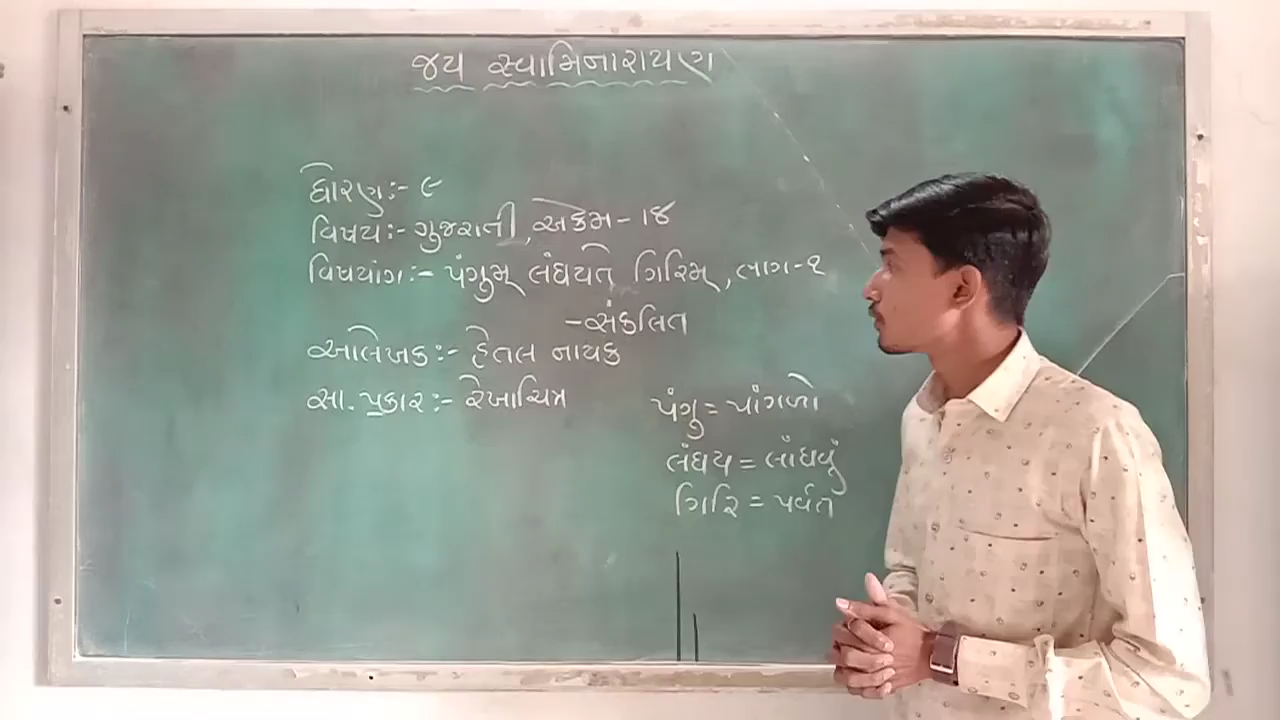 જય સ્વામિનારાયણ
ધોરણ:- ૯
વિષય:- ગુજરાતી, એકમ - ૧૪
વિષયાંગ:- પંગુમ્ લંઘયતે ગિરિમ્, ભાગ-૧
- સંકલિત
આલેખક:- હેતલ નાયક
સા. પ્રકાર:- રેખાચિત્ર
પંગુ = પાંગળો
લંઘય = લાંઘવું
ગિરિ = પર્વત